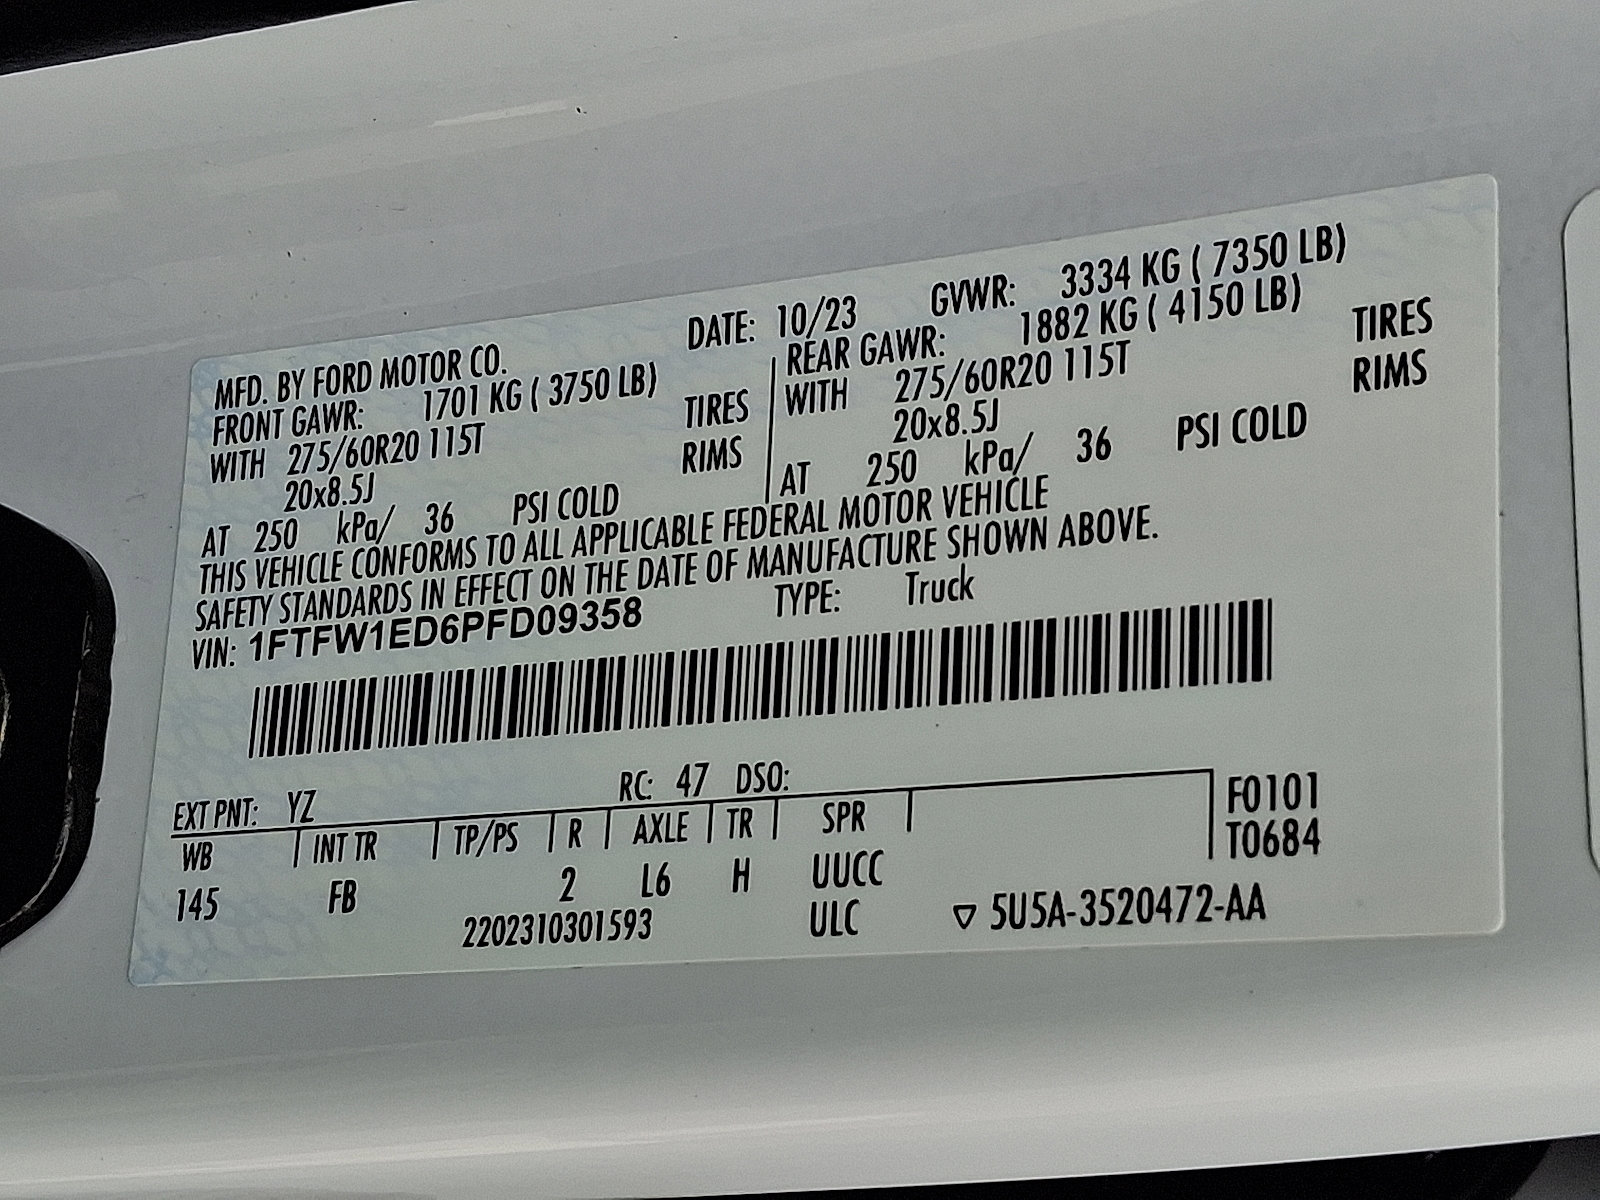 MFD. BY FORD MOTOR CO.
DATE: 10/23 GVWR: 3334 KG ( 7350 LB)
FRONT GAWR: 1701 KG ( 3750 LB)
WITH 275/60R20 115T TIRES
20x8.5J RIMS
AT 250 kPa/ 36 PSI COLD
REAR GAWR: 1882 KG ( 4150 LB)
WITH 275/60R20 115T TIRES
20x8.5J RIMS
AT 250 kPa/ 36 PSI COLD
THIS VEHICLE CONFORMS TO ALL APPLICABLE FEDERAL MOTOR VEHICLE
SAFETY STANDARDS IN EFFECT ON THE DATE OF MANUFACTURE SHOWN ABOVE.
VIN: 1FTFW1ED6PFD09358 TYPE: Truck
EXT PNT: YZ RC: 47 DSO:
WB INT TR TP/PS R AXLE TR SPR
145 FB 2 L6 H UUCC
2202310301593 ULC
F0101
T0684
▽ 5U5A-3520472-AA